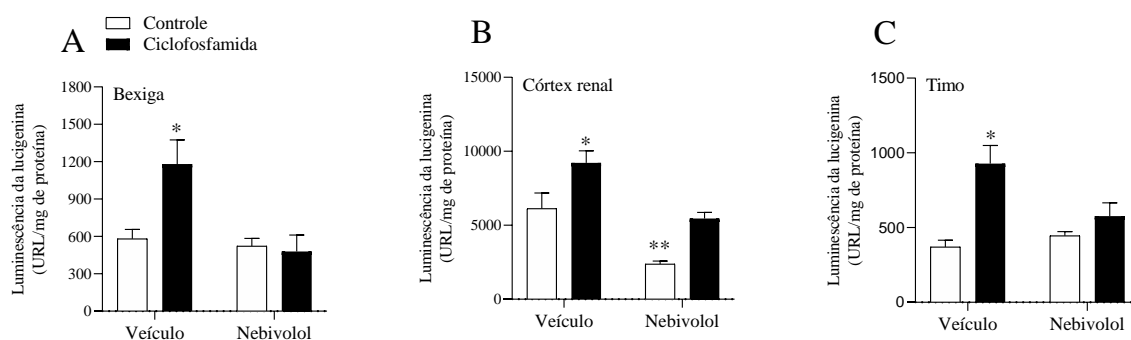 A
Controle
Ciclofosfamida
Luminescência da lucigenina
(URL/mg de proteína)
1800
1500
1200
900
600
300
0
Bexiga
*
Veículo
Nebivolol
B
Luminescência da lucigenina
(URL/mg de proteína)
15000
10000
5000
0
Córtex renal
*
**
Veículo
Nebivolol
C
Luminescência da lucigenina
(URL/mg de proteína)
1500
1000
500
0
Timo
*
Veículo
Nebivolol